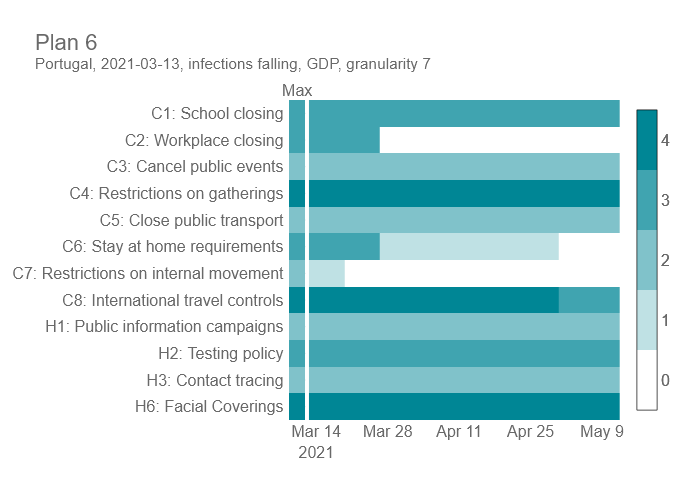 Plan 6
Portugal, 2021-03-13, infections falling, GDP, granularity 7
Max
C1: School closing
C2: Workplace closing
C3: Cancel public events
C4: Restrictions on gatherings
C5: Close public transport
C6: Stay at home requirements
C7: Restrictions on internal movement
C8: International travel controls
H1: Public information campaigns
H2: Testing policy
H3: Contact tracing
H6: Facial Coverings
Mar 14 Mar 28 Apr 11 Apr 25 May 9
2021
4
3
2
1
0